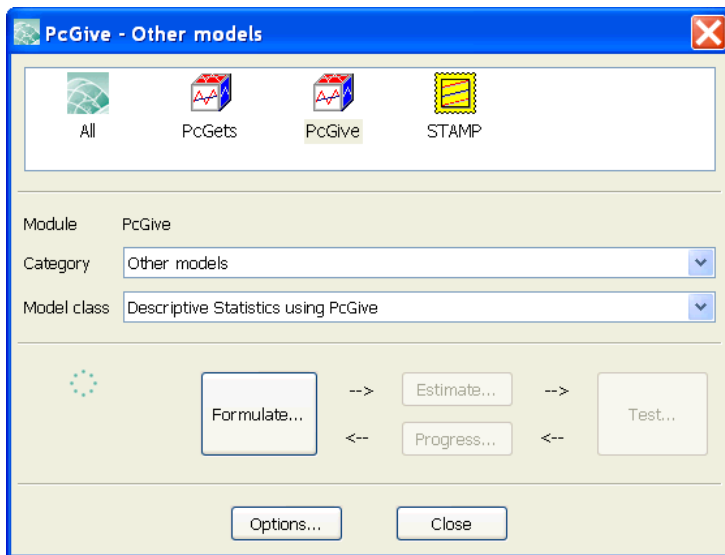 PcGive - Other models
All PcGets PcGive STAMP
Module PcGive
Category Other models
Model class Descriptive Statistics using PcGive
Formulate... --> Estimate... --> Test...
<-- Progress... <--
Options... Close